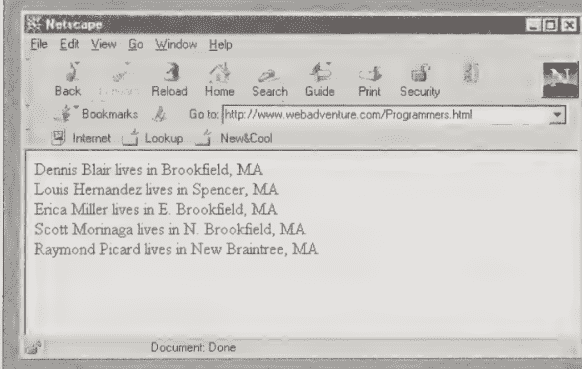 Netscape
File Edit View Go Window Help
Back Reload Home Search Guide Print Security
N
Bookmarks Go to: http://www.webadventure.com/Programmers.html
Internet Lookup New&Cool
Dennis Blair lives in Brookfield, MA
Louis Hernandez lives in Spencer, MA
Erica Miller lives in E. Brookfield, MA
Scott Morinaga lives in N. Brookfield, MA
Raymond Picard lives in New Braintree, MA
Document: Done